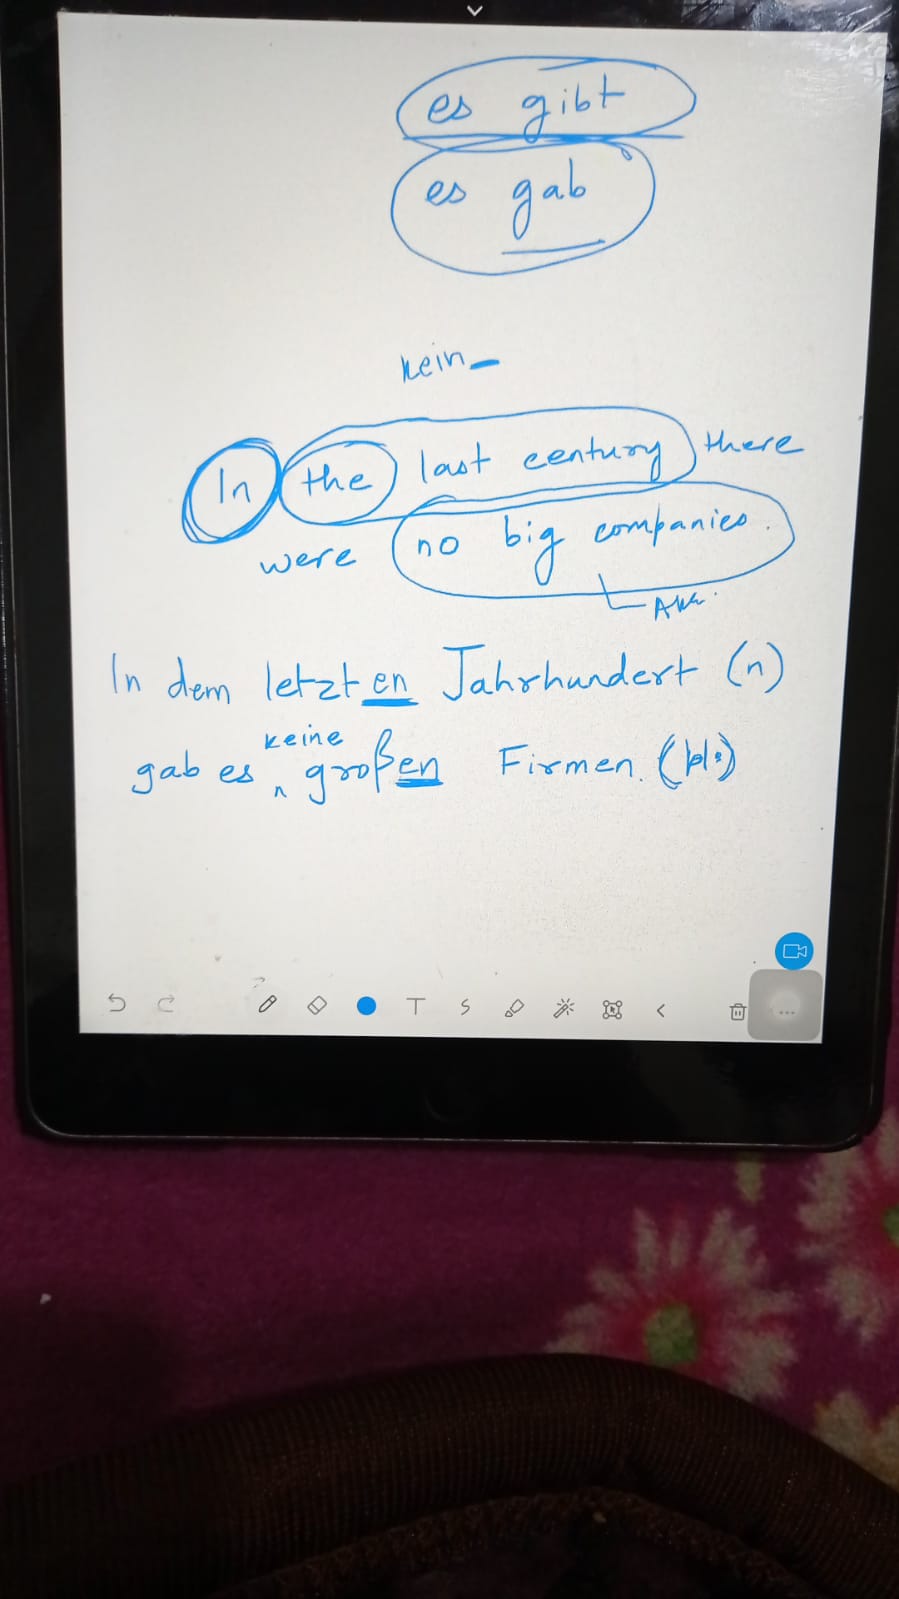 es gibt
es gab
kein_
In the last century there
were no big companies.
Akk.
In dem letzten Jahrhundert (n)
keine
gab es ^ großen Firmen. (pl.)
T